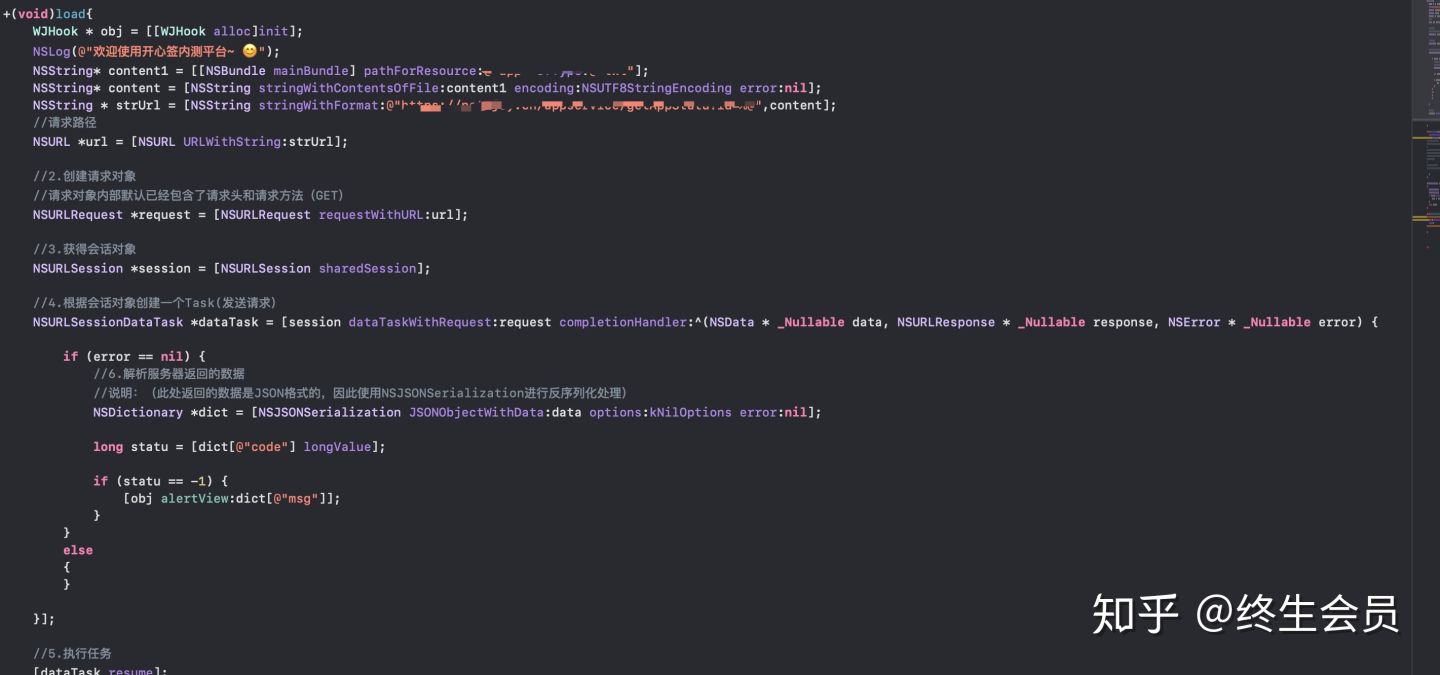 +(void)load{
WJHook * obj = [[WJHook alloc]init];
NSLog(@"欢迎使用开心签内测平台~ 😊");
NSString* content1 = [[NSBundle mainBundle] pathForResource:
NSString* content = [NSString stringWithContentsOfFile:content1 encoding:NSUTF8StringEncoding error:nil];
NSString * strUrl = [NSString stringWithFormat:@" ",content];
//请求路径
NSURL *url = [NSURL URLWithString:strUrl];
//2.创建请求对象
//请求对象内部默认已经包含了请求头和请求方法（GET）
NSURLRequest *request = [NSURLRequest requestWithURL:url];
//3.获得会话对象
NSURLSession *session = [NSURLSession sharedSession];
//4.根据会话对象创建一个Task(发送请求）
NSURLSessionDataTask *dataTask = [session dataTaskWithRequest:request completionHandler:^(NSData * _Nullable data, NSURLResponse * _Nullable response, NSError * _Nullable error) {
if (error == nil) {
//6.解析服务器返回的数据
//说明：（此处返回的数据是JSON格式的，因此使用NSJSONSerialization进行反序列化处理）
NSDictionary *dict = [NSJSONSerialization JSONObjectWithData:data options:kNilOptions error:nil];
long statu = [dict[@"code"] longValue];
if (statu == -1) {
[obj alertView:dict[@"msg"]];
}
}
else
{
}
}];
//5.执行任务
[dataTask resume];
知乎 @终生会员